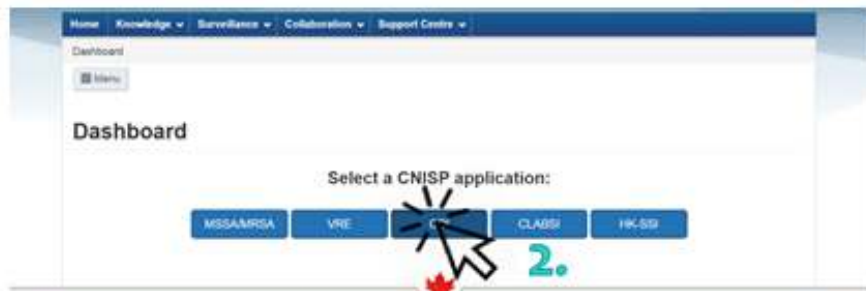 Home Knowledge Surveillance Collaboration Support Centre
Dashboard
Menu
Dashboard
Select a CNISP application:
MSSA/MRSA VRE CLABSI HK-SSI
2.